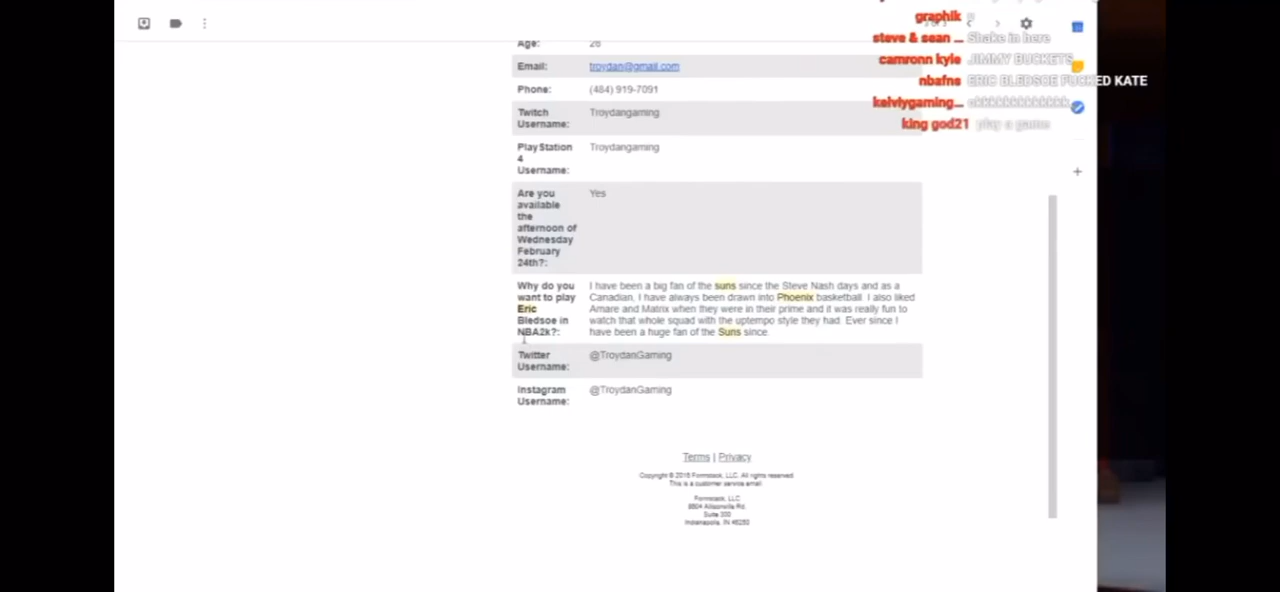 graphik
steve & sean ... Shake in here
camronn kyle JIMMY BUCKETS
nbafns ERIC BLEDSOE FUCKED KATE
king god21 play a game
Age: 28
Email: troydan@gmail.com
Phone: (484) 919-7091
Twitch Troydangaming
Username:
PlayStation Troydangaming
4
Username:
Are you Yes
available
the
afternoon of
Wednesday
February
24th?:
Why do you I have been a big fan of the suns since the Steve Nash days and as a
want to play Canadian, I have always been drawn into Phoenix basketball. I also liked
Eric Amare and Matrix when they were in their prime and it was really fun to
Bledsoe in watch that whole squad with the uptempo style they had. Ever since I
NBA2k?: have been a huge fan of the Suns since.
Twitter @TroydanGaming
Username:
Instagram @TroydanGaming
Username:
Terms | Privacy
Copyright © 2016 Formstack, LLC. All rights reserved.
This is a customer service email.
Formstack, LLC
8604 Allisonville Rd.
Suite 300
Indianapolis, IN 46250